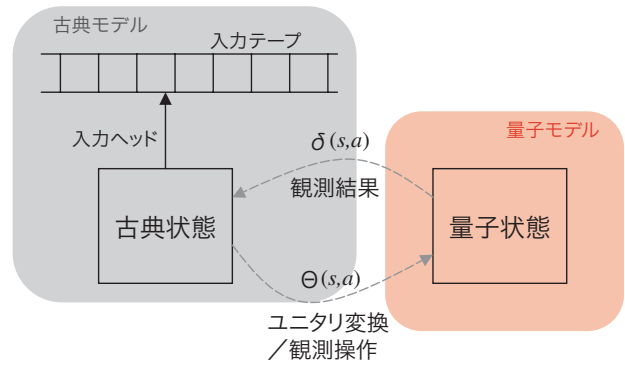 古典モデル
入力テープ
入力ヘッド
量子モデル
δ(s,a)
観測結果
古典状態
量子状態
Θ(s,a)
ユニタリ変換
/観測操作